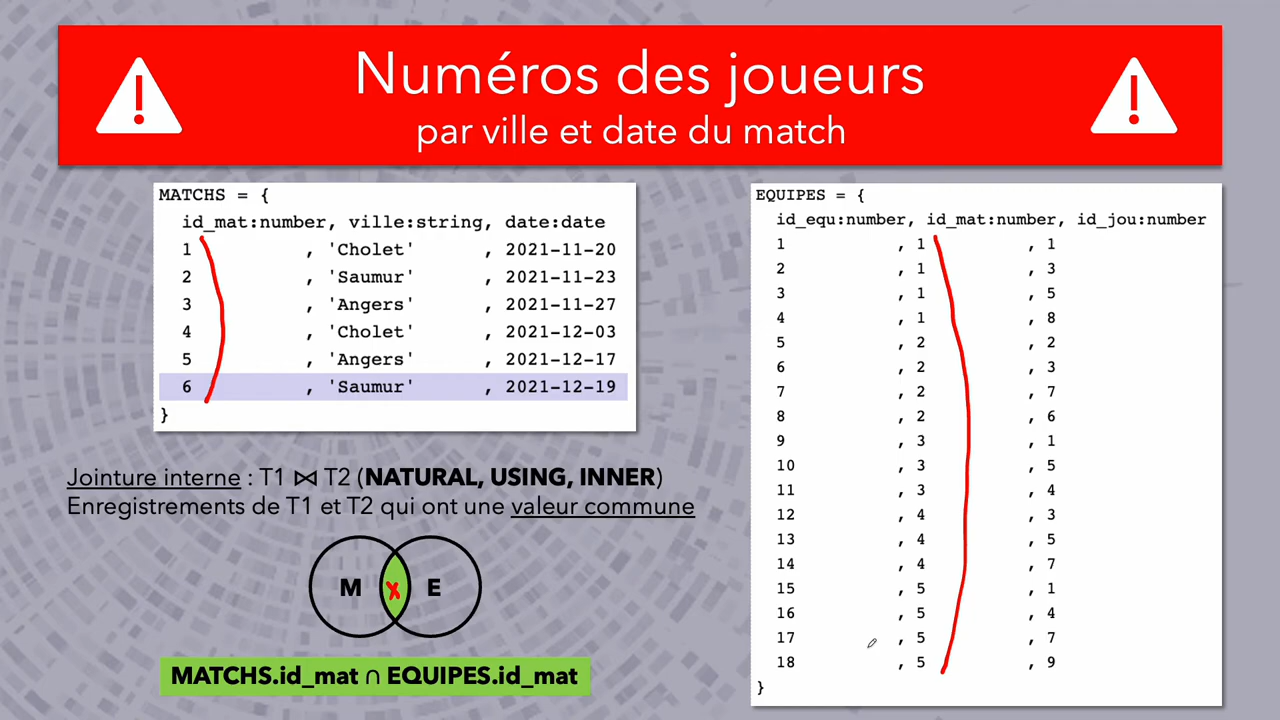 Numéros des joueurs
par ville et date du match
MATCHS = {
id_mat:number, ville:string, date:date
1 , 'Cholet' , 2021-11-20
2 , 'Saumur' , 2021-11-23
3 , 'Angers' , 2021-11-27
4 , 'Cholet' , 2021-12-03
5 , 'Angers' , 2021-12-17
6 , 'Saumur' , 2021-12-19
}
Jointure interne : T1 ⋈ T2 (NATURAL, USING, INNER)
Enregistrements de T1 et T2 qui ont une valeur commune
M x E
MATCHS.id_mat ∩ EQUIPES.id_mat
EQUIPES = {
id_equ:number, id_mat:number, id_jou:number
1 , 1 , 1
2 , 1 , 3
3 , 1 , 5
4 , 1 , 8
5 , 2 , 2
6 , 2 , 3
7 , 2 , 7
8 , 2 , 6
9 , 3 , 1
10 , 3 , 5
11 , 3 , 4
12 , 4 , 3
13 , 4 , 5
14 , 4 , 7
15 , 5 , 1
16 , 5 , 4
17 , 5 , 7
18 , 5 , 9
}